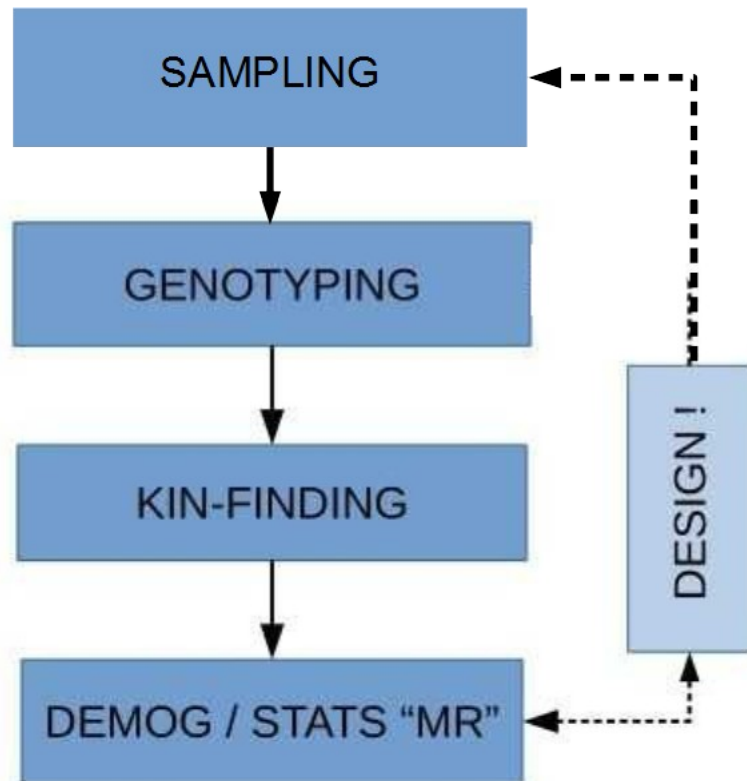 SAMPLING
GENOTYPING
KIN-FINDING
DEMOG / STATS “MR”
DESIGN !